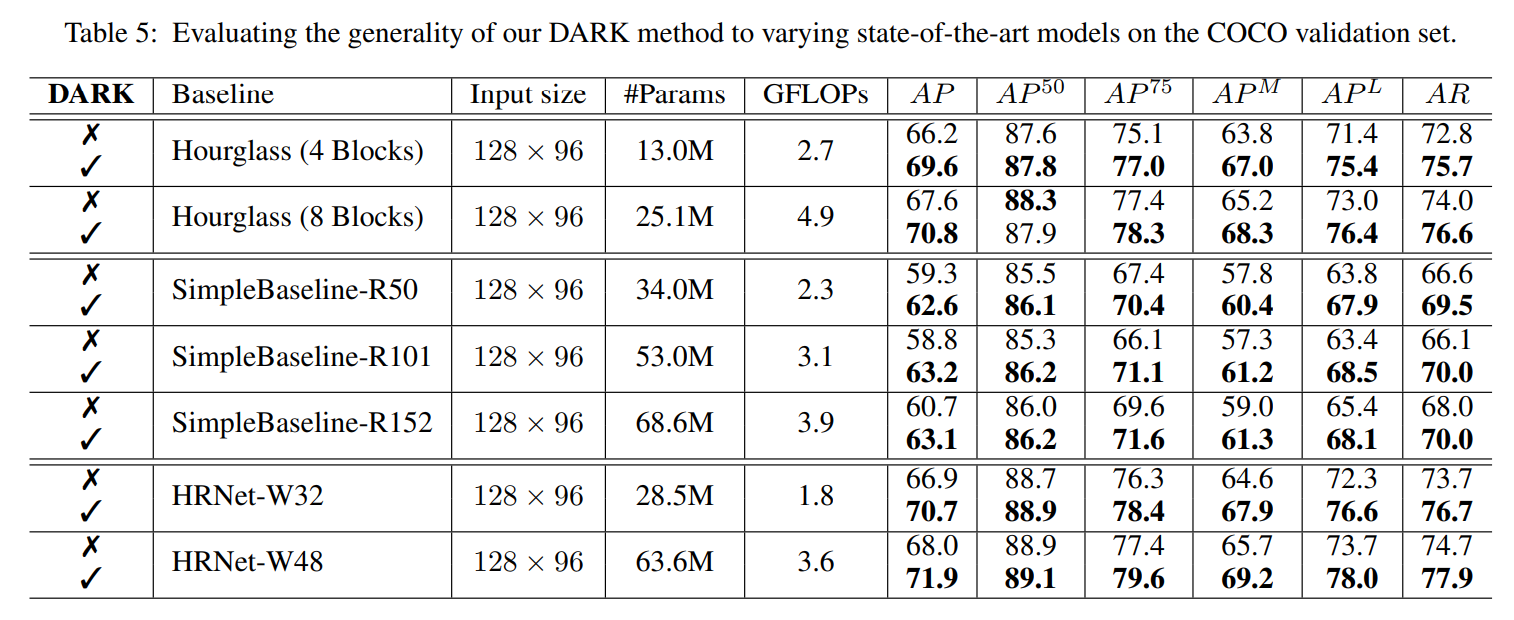 Table 5: Evaluating the generality of our DARK method to varying state-of-the-art models on the COCO validation set.
DARK Baseline Input size #Params GFLOPs AP AP^50 AP^75 AP^M AP^L AR
✗ Hourglass (4 Blocks) 128 × 96 13.0M 2.7 66.2 87.6 75.1 63.8 71.4 72.8
✓ 69.6 87.8 77.0 67.0 75.4 75.7
✗ Hourglass (8 Blocks) 128 × 96 25.1M 4.9 67.6 88.3 77.4 65.2 73.0 74.0
✓ 70.8 87.9 78.3 68.3 76.4 76.6
✗ SimpleBaseline-R50 128 × 96 34.0M 2.3 59.3 85.5 67.4 57.8 63.8 66.6
✓ 62.6 86.1 70.4 60.4 67.9 69.5
✗ SimpleBaseline-R101 128 × 96 53.0M 3.1 58.8 85.3 66.1 57.3 63.4 66.1
✓ 63.2 86.2 71.1 61.2 68.5 70.0
✗ SimpleBaseline-R152 128 × 96 68.6M 3.9 60.7 86.0 69.6 59.0 65.4 68.0
✓ 63.1 86.2 71.6 61.3 68.1 70.0
✗ HRNet-W32 128 × 96 28.5M 1.8 66.9 88.7 76.3 64.6 72.3 73.7
✓ 70.7 88.9 78.4 67.9 76.6 76.7
✗ HRNet-W48 128 × 96 63.6M 3.6 68.0 88.9 77.4 65.7 73.7 74.7
✓ 71.9 89.1 79.6 69.2 78.0 77.9